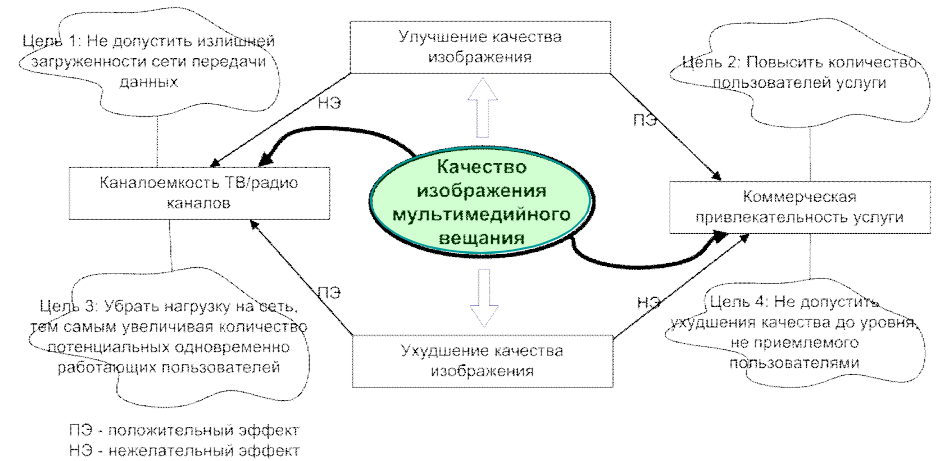 Цель 1: Не допустить излишней
загруженности сети передачи
данных
Улучшение качества
изображения
Цель 2: Повысить количество
пользователей услуги
НЭ
ПЭ
Каналоемкость ТВ/радио
каналов
Качество
изображения
мультимедийного
вещания
Коммерческая
привлекательность услуги
Цель 3: Убрать нагрузку на сеть,
тем самым увеличивая количество
потенциальных одновременно
работающих пользователей
ПЭ
НЭ
Ухудшение качества
изображения
Цель 4: Не допустить
ухудшения качества до уровня,
не приемлемого
пользователями
ПЭ - положительный эффект
НЭ - нежелательный эффект